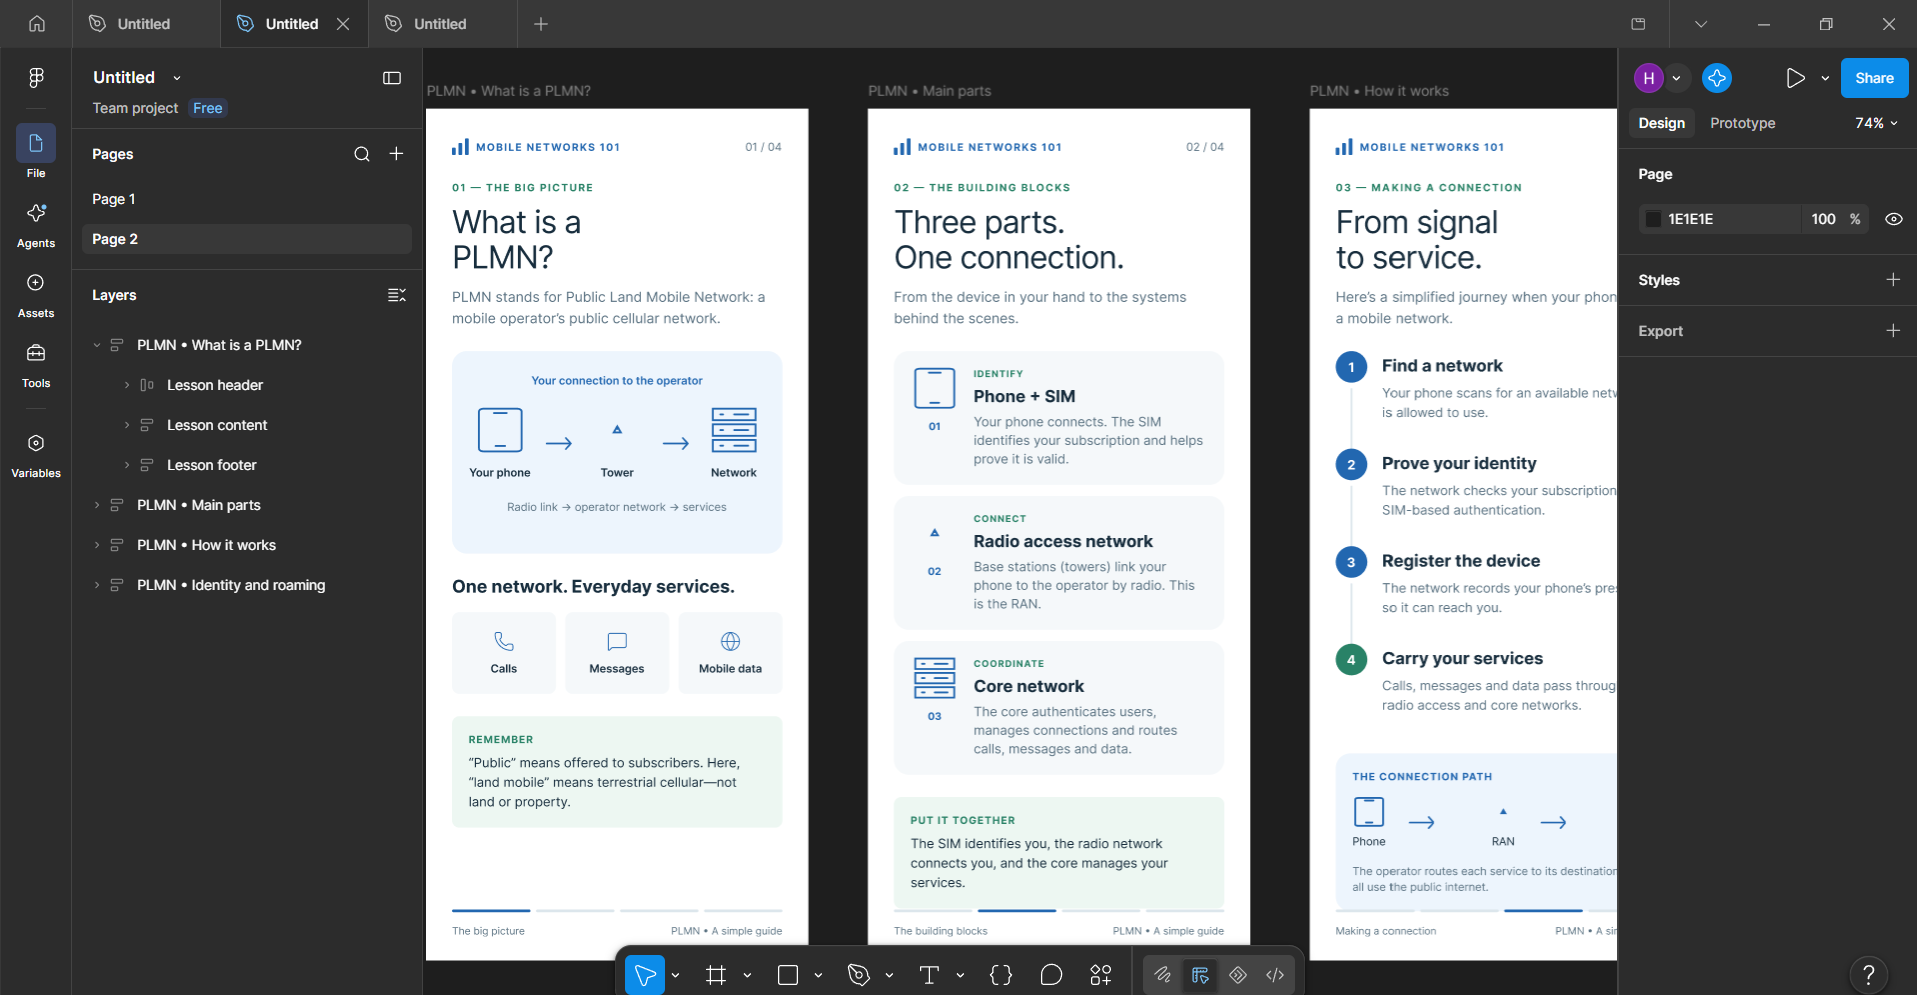 Untitled
Untitled
Untitled
Untitled
Team project Free
File
Agents
Assets
Tools
Variables
Pages
Page 1
Page 2
Layers
PLMN • What is a PLMN?
Lesson header
Lesson content
Lesson footer
PLMN • Main parts
PLMN • How it works
PLMN • Identity and roaming
PLMN • What is a PLMN?
MOBILE NETWORKS 101
01 / 04
01 — THE BIG PICTURE
What is a
PLMN?
PLMN stands for Public Land Mobile Network: a
mobile operator’s public cellular network.
Your connection to the operator
Your phone
Tower
Network
Radio link → operator network → services
One network. Everyday services.
Calls
Messages
Mobile data
REMEMBER
“Public” means offered to subscribers. Here,
“land mobile” means terrestrial cellular—not
land or property.
The big picture
PLMN • A simple guide
PLMN • Main parts
MOBILE NETWORKS 101
02 / 04
02 — THE BUILDING BLOCKS
Three parts.
One connection.
From the device in your hand to the systems
behind the scenes.
IDENTIFY
Phone + SIM
01
Your phone connects. The SIM
identifies your subscription and helps
prove it is valid.
CONNECT
Radio access network
02
Base stations (towers) link your
phone to the operator by radio. This
is the RAN.
COORDINATE
Core network
03
The core authenticates users,
manages connections and routes
calls, messages and data.
PUT IT TOGETHER
The SIM identifies you, the radio network
connects you, and the core manages your
services.
The building blocks
PLMN • A simple guide
PLMN • How it works
MOBILE NETWORKS 101
03 — MAKING A CONNECTION
From signal
to service.
Here’s a simplified journey when your phon
a mobile network.
1
Find a network
Your phone scans for an available netw
is allowed to use.
2
Prove your identity
The network checks your subscription
SIM-based authentication.
3
Register the device
The network records your phone’s pres
so it can reach you.
4
Carry your services
Calls, messages and data pass throug
radio access and core networks.
THE CONNECTION PATH
Phone
RAN
The operator routes each service to its destination
all use the public internet.
Making a connection
PLMN • A sim
H
Share
Design
Prototype
74%
Page
1E1E1E
100 %
Styles
Export
?